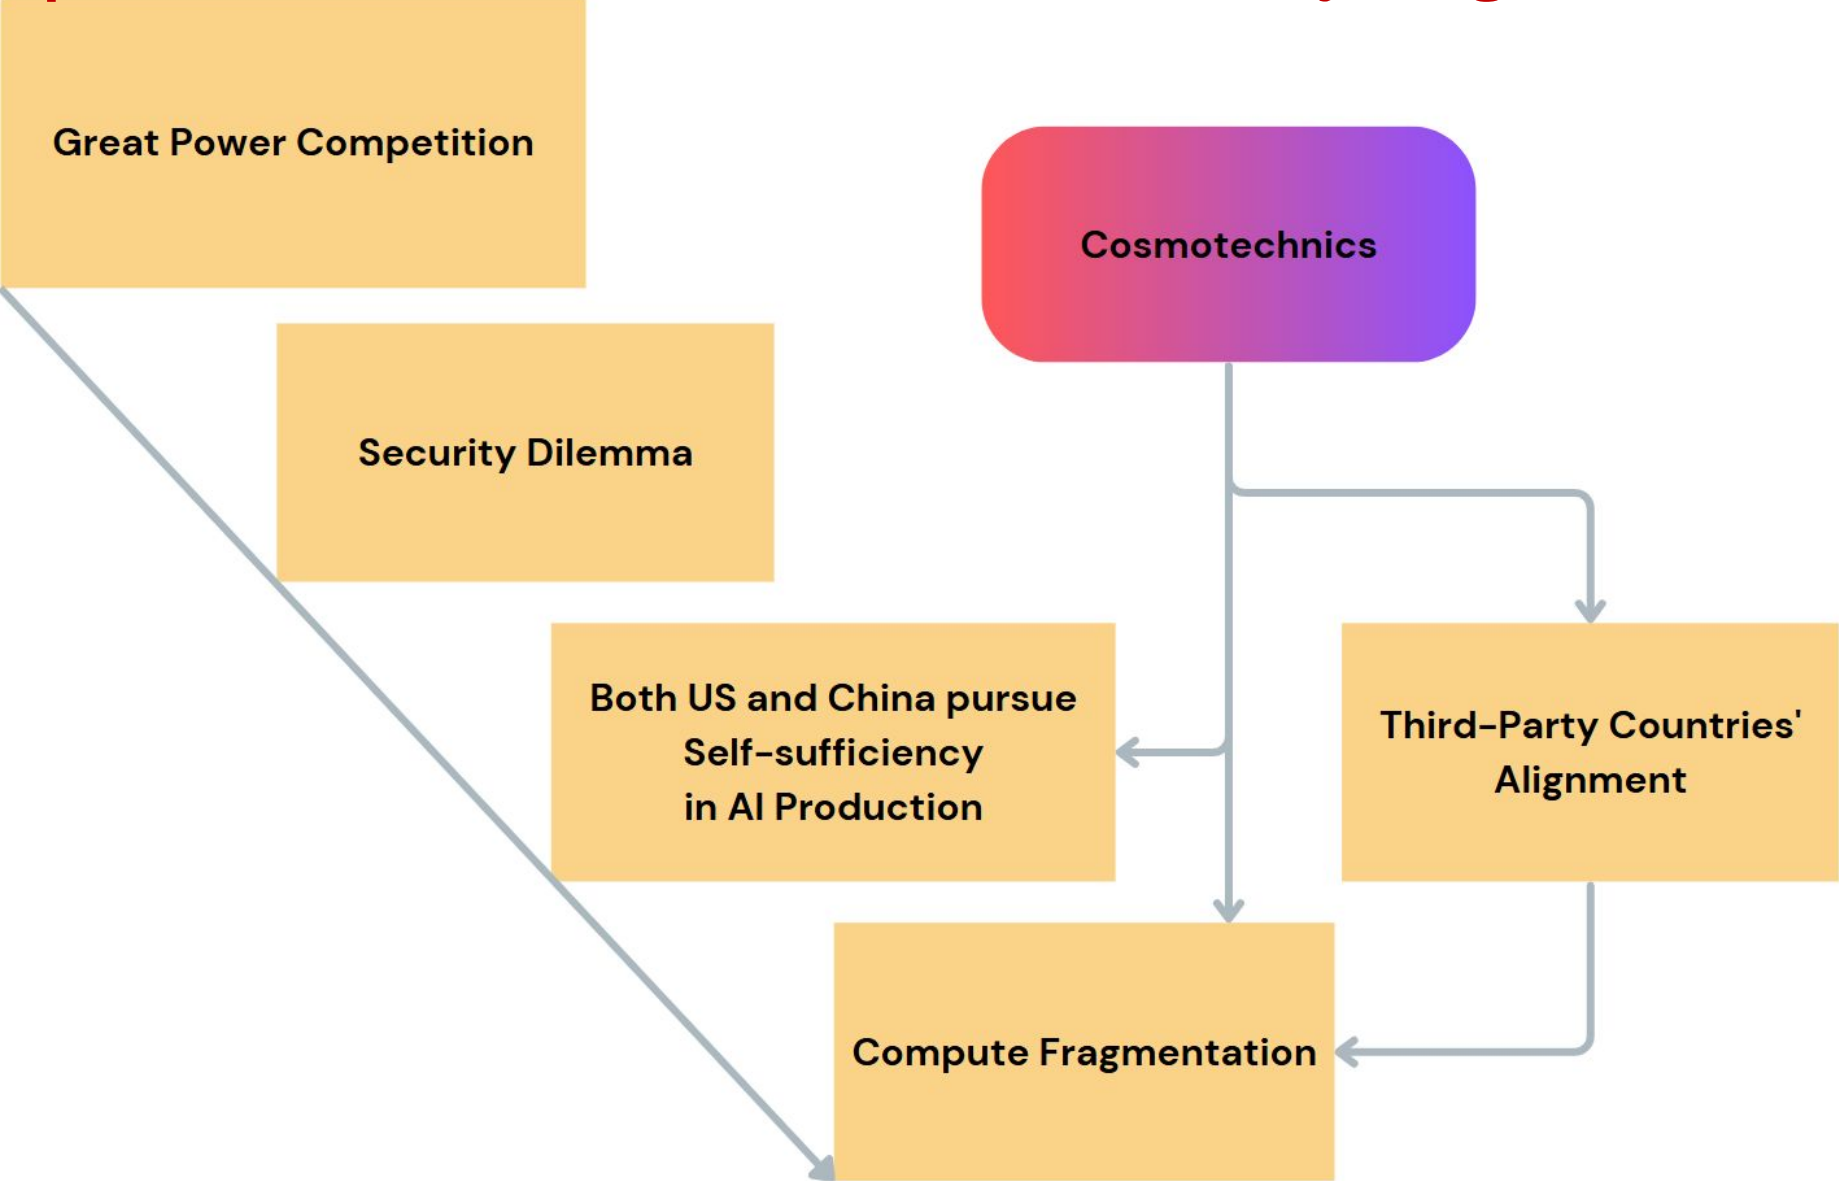 Great Power Competition
Cosmotechnics
Security Dilemma
Both US and China pursue
Self-sufficiency
in AI Production
Third-Party Countries'
Alignment
Compute Fragmentation